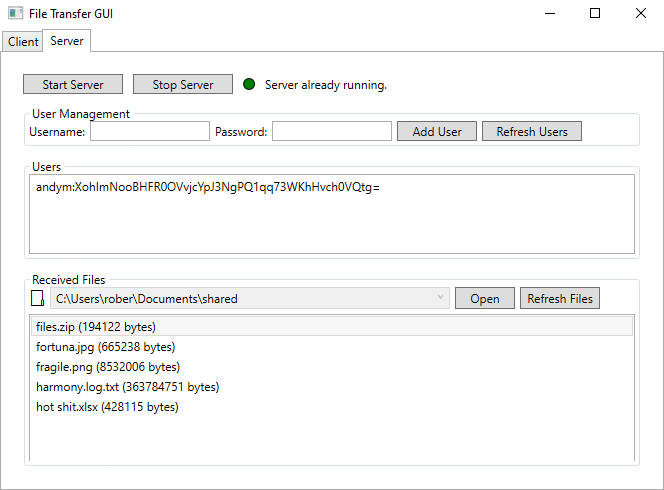 File Transfer GUI
Client Server
Start Server Stop Server Server already running.
User Management
Username: Password: Add User Refresh Users
Users
andym:XohImNooBHFR0OVvjcYpJ3NgPQ1qq73WKhHvch0VQtg=
Received Files
C:\Users\rober\Documents\shared Open Refresh Files
files.zip (194122 bytes)
fortuna.jpg (665238 bytes)
fragile.png (8532006 bytes)
harmony.log.txt (363784751 bytes)
hot shit.xlsx (428115 bytes)